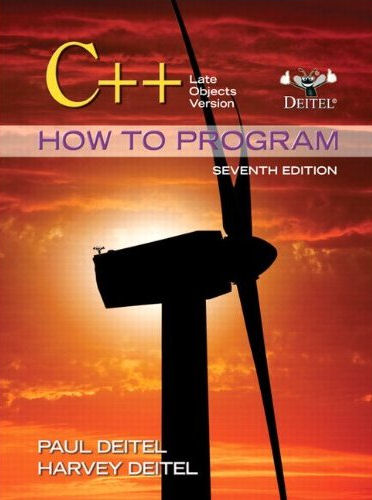 C++
Late
Objects
Version
DEITEL®
HOW TO PROGRAM
SEVENTH EDITION
PAUL DEITEL
HARVEY DEITEL